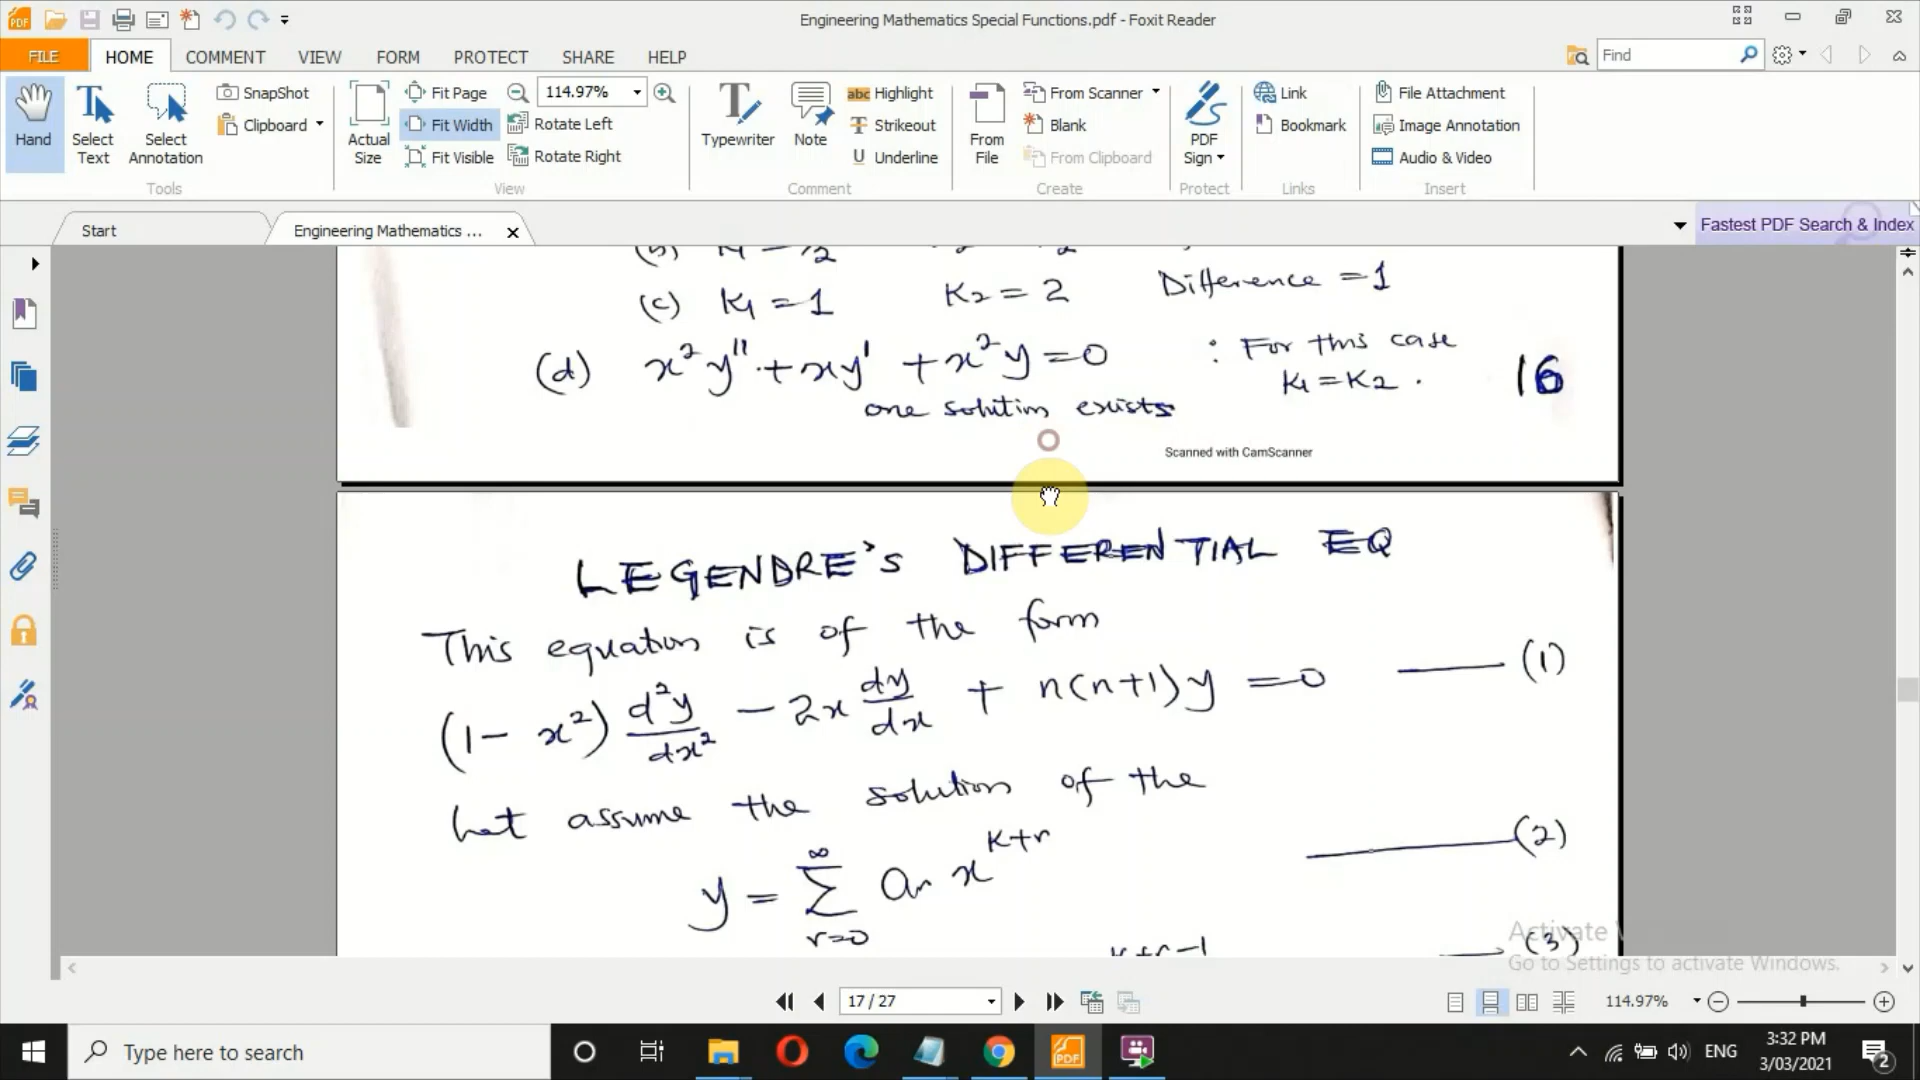 Engineering Mathematics Special Functions.pdf - Foxit Reader
FILE HOME COMMENT VIEW FORM PROTECT SHARE HELP
Find
Hand
Select Text
Select Annotation
SnapShot
Clipboard
Tools
Actual Size
Fit Page
Fit Width
Fit Visible
114.97%
Rotate Left
Rotate Right
View
Typewriter
Note
Highlight
Strikeout
Underline
Comment
From File
From Scanner
Blank
From Clipboard
Create
PDF Sign
Protect
Link
Bookmark
Links
File Attachment
Image Annotation
Audio & Video
Insert
Start
Engineering Mathematics ...
Fastest PDF Search & Index
(c) K₁ = 1 K₂ = 2 Difference = 1
(d) x²y'' + xy' + x²y = 0 : For this case
K₁ = K₂ .
16
one solution exists
Scanned with CamScanner
LEGENDRE's DIFFERENTIAL EQ
This equation is of the form
(1 - x²) d²y/dx² - 2x dy/dx + n(n+1)y = 0 —— (1)
Let assume the solution of the
y = ∑_{r=0}^{∞} aᵣ x^{K+r} —— (2)
K+r-1 —— (3)
Activate
Go to Settings to activate Windows.
17 / 27
114.97%
Type here to search
ENG
3:32 PM
3/03/2021
2